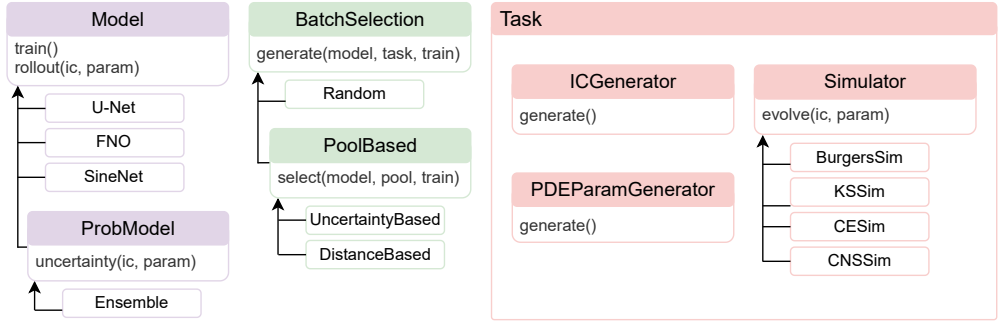 Model
train()
rollout(ic, param)
U-Net
FNO
SineNet
ProbModel
uncertainty(ic, param)
Ensemble
BatchSelection
generate(model, task, train)
Random
PoolBased
select(model, pool, train)
UncertaintyBased
DistanceBased
Task
ICGenerator
generate()
PDEParamGenerator
generate()
Simulator
evolve(ic, param)
BurgersSim
KSSim
CESim
CNSSim